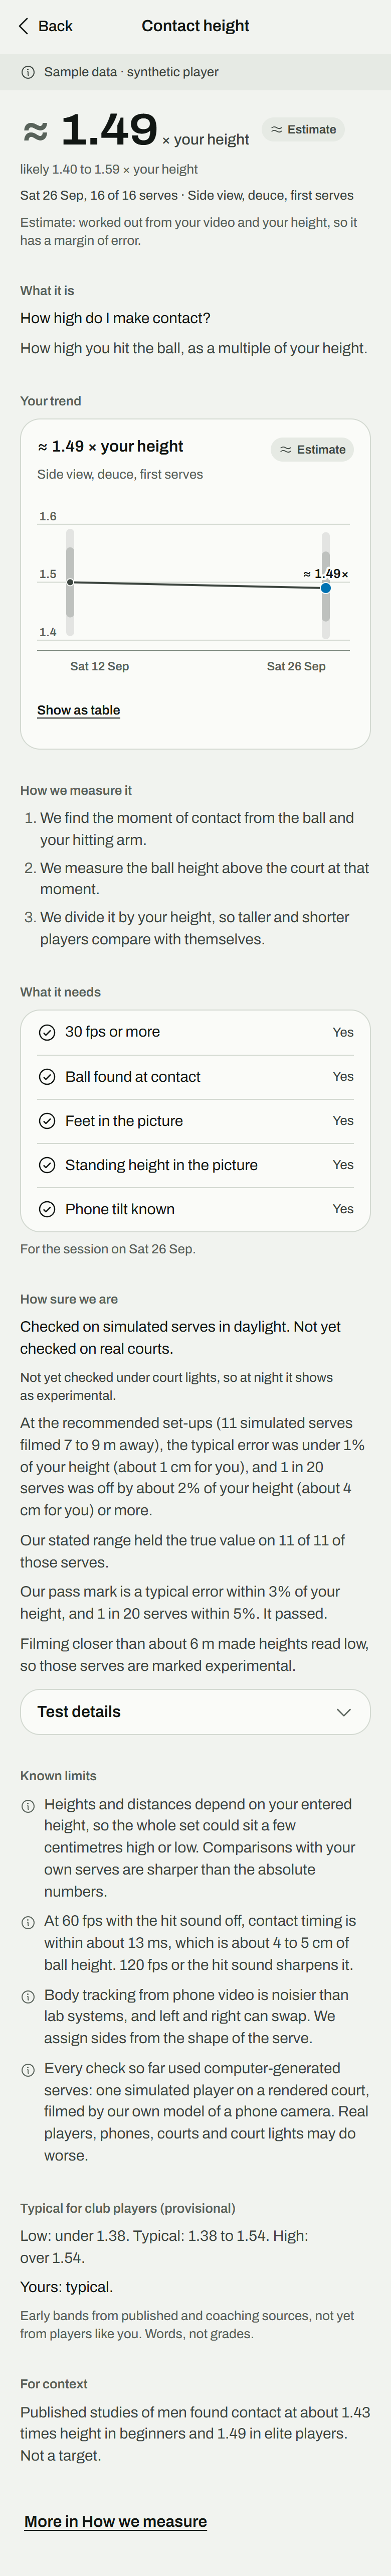 Back
Contact height
Sample data · synthetic player
≈ 1.49 × your height
≈ Estimate
likely 1.40 to 1.59 × your height
Sat 26 Sep, 16 of 16 serves · Side view, deuce, first serves
Estimate: worked out from your video and your height, so it
has a margin of error.
What it is
How high do I make contact?
How high you hit the ball, as a multiple of your height.
Your trend
≈ 1.49 × your height
≈ Estimate
Side view, deuce, first serves
1.6
1.5
≈ 1.49×
1.4
Sat 12 Sep
Sat 26 Sep
Show as table
How we measure it
1. We find the moment of contact from the ball and
your hitting arm.
2. We measure the ball height above the court at that
moment.
3. We divide it by your height, so taller and shorter
players compare with themselves.
What it needs
30 fps or more Yes
Ball found at contact Yes
Feet in the picture Yes
Standing height in the picture Yes
Phone tilt known Yes
For the session on Sat 26 Sep.
How sure we are
Checked on simulated serves in daylight. Not yet
checked on real courts.
Not yet checked under court lights, so at night it shows
as experimental.
At the recommended set-ups (11 simulated serves
filmed 7 to 9 m away), the typical error was under 1%
of your height (about 1 cm for you), and 1 in 20
serves was off by about 2% of your height (about 4
cm for you) or more.
Our stated range held the true value on 11 of 11 of
those serves.
Our pass mark is a typical error within 3% of your
height, and 1 in 20 serves within 5%. It passed.
Filming closer than about 6 m made heights read low,
so those serves are marked experimental.
Test details
Known limits
Heights and distances depend on your entered
height, so the whole set could sit a few
centimetres high or low. Comparisons with your
own serves are sharper than the absolute
numbers.
At 60 fps with the hit sound off, contact timing is
within about 13 ms, which is about 4 to 5 cm of
ball height. 120 fps or the hit sound sharpens it.
Body tracking from phone video is noisier than
lab systems, and left and right can swap. We
assign sides from the shape of the serve.
Every check so far used computer-generated
serves: one simulated player on a rendered court,
filmed by our own model of a phone camera. Real
players, phones, courts and court lights may do
worse.
Typical for club players (provisional)
Low: under 1.38. Typical: 1.38 to 1.54. High:
over 1.54.
Yours: typical.
Early bands from published and coaching sources, not yet
from players like you. Words, not grades.
For context
Published studies of men found contact at about 1.43
times height in beginners and 1.49 in elite players.
Not a target.
More in How we measure